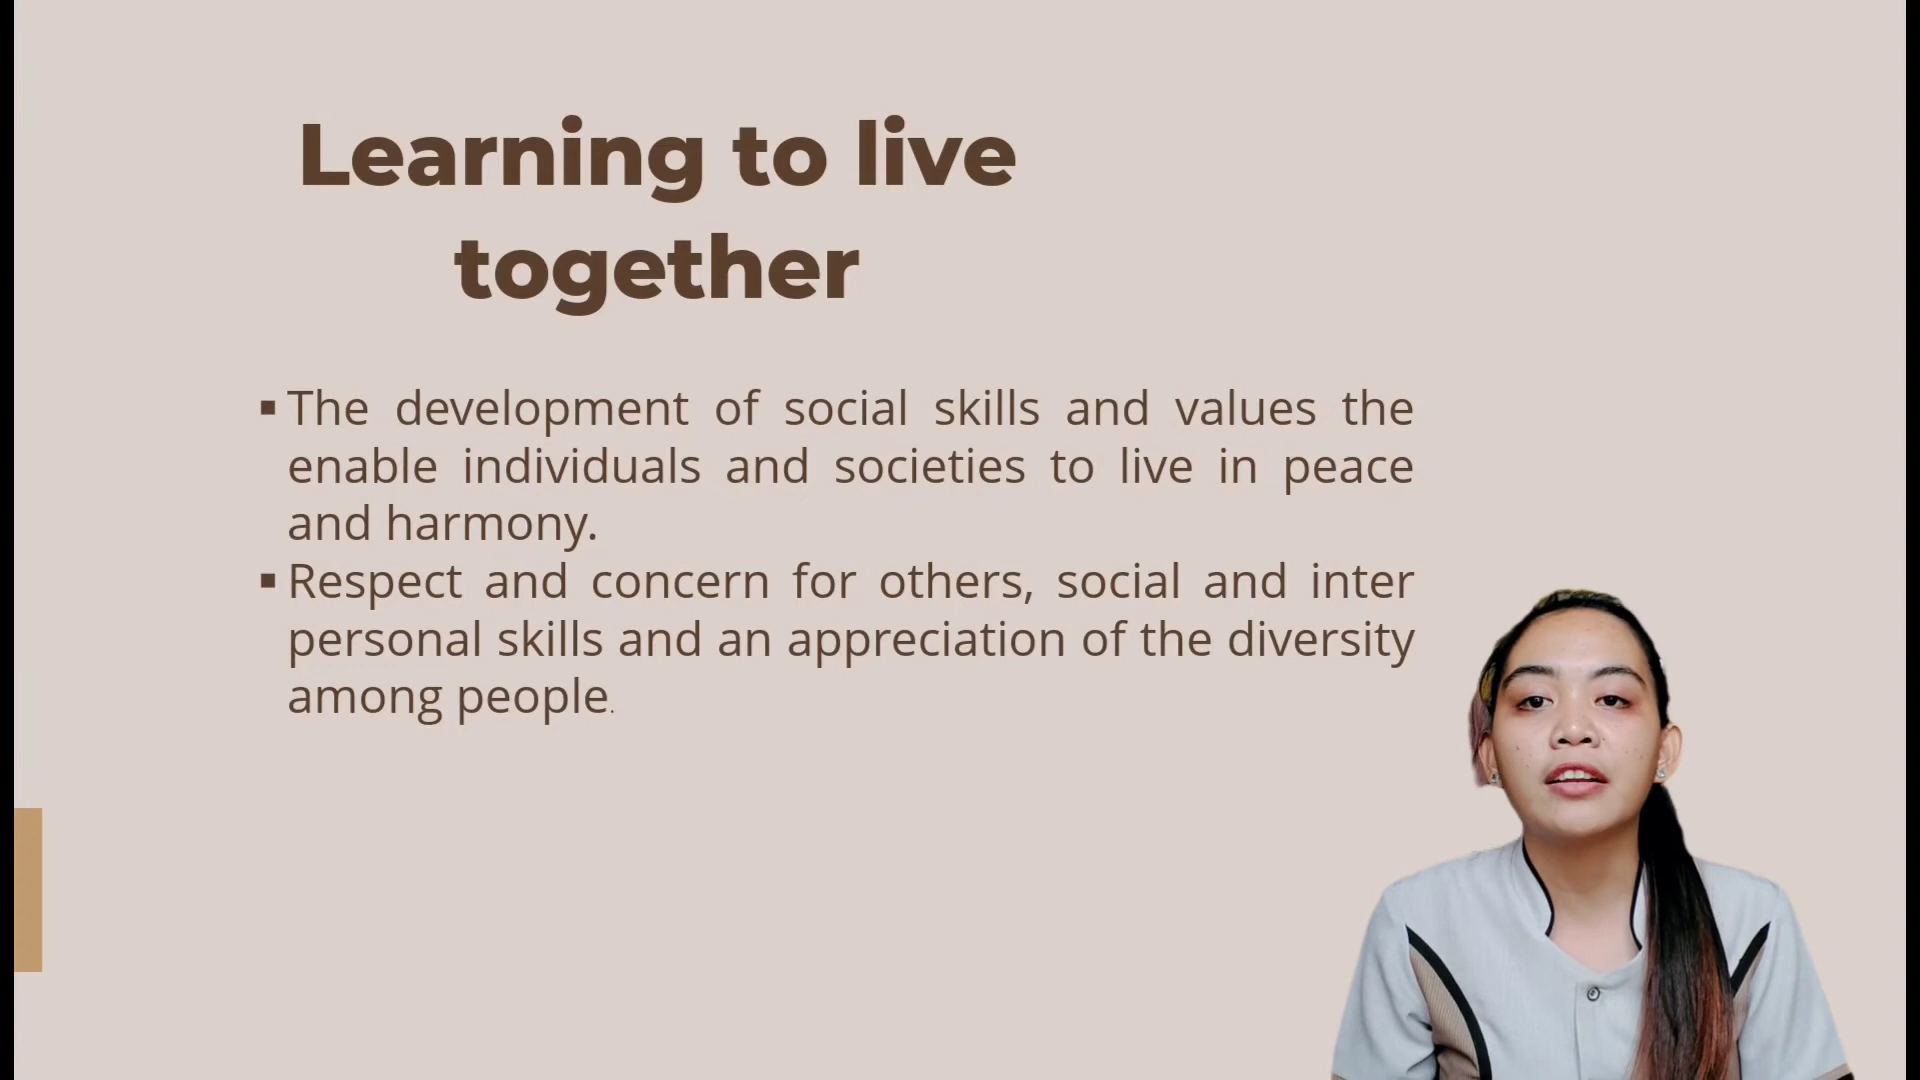 Learning to live
together
▪ The development of social skills and values the
enable individuals and societies to live in peace
and harmony.
▪ Respect and concern for others, social and inter
personal skills and an appreciation of the diversity
among people.